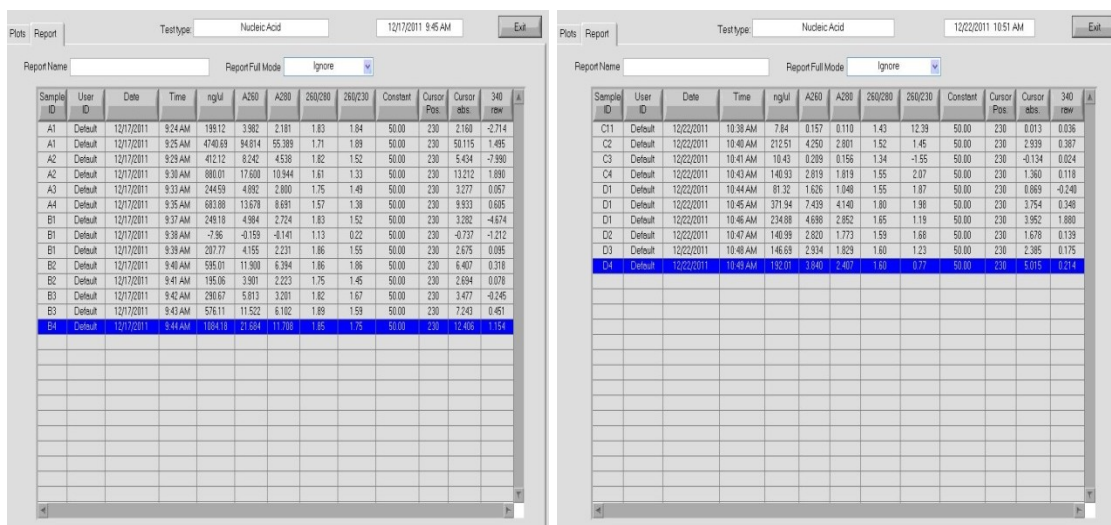 Plots Report Test type: Nucleic Acid 12/17/2011 9:45 AM Exit
Report Name Report Full Mode Ignore
Sample ID User ID Date Time ng/ul A260 A280 260/280 260/230 Constant Cursor Pos. Cursor abs. 340 raw
A1 Default 12/17/2011 9:24 AM 199.12 3.982 2.181 1.83 1.84 50.00 230 2.160 -2.714
A1 Default 12/17/2011 9:25 AM 4740.69 94.814 55.389 1.71 1.89 50.00 230 50.115 1.495
A2 Default 12/17/2011 9:29 AM 412.12 8.242 4.538 1.82 1.52 50.00 230 5.434 -7.990
A2 Default 12/17/2011 9:30 AM 880.01 17.600 10.944 1.61 1.33 50.00 230 13.212 1.890
A3 Default 12/17/2011 9:33 AM 244.59 4.892 2.800 1.75 1.49 50.00 230 3.277 0.057
A4 Default 12/17/2011 9:35 AM 683.88 13.678 8.691 1.57 1.38 50.00 230 9.933 0.605
B1 Default 12/17/2011 9:37 AM 249.18 4.984 2.724 1.83 1.52 50.00 230 3.282 -4.674
B1 Default 12/17/2011 9:38 AM -7.96 -0.159 -0.141 1.13 0.22 50.00 230 -0.737 -1.212
B1 Default 12/17/2011 9:39 AM 207.77 4.155 2.231 1.86 1.55 50.00 230 2.675 0.095
B2 Default 12/17/2011 9:40 AM 595.01 11.900 6.394 1.86 1.86 50.00 230 6.407 0.318
B2 Default 12/17/2011 9:41 AM 195.06 3.901 2.223 1.75 1.45 50.00 230 2.694 0.078
B3 Default 12/17/2011 9:42 AM 290.67 5.813 3.201 1.82 1.67 50.00 230 3.477 -0.245
B3 Default 12/17/2011 9:43 AM 576.11 11.522 6.102 1.89 1.59 50.00 230 7.243 0.451
B4 Default 12/17/2011 9:44 AM 1084.18 21.684 11.708 1.85 1.75 50.00 230 12.406 1.154
Plots Report Test type: Nucleic Acid 12/22/2011 10:51 AM Exit
Report Name Report Full Mode Ignore
Sample ID User ID Date Time ng/ul A260 A280 260/280 260/230 Constant Cursor Pos. Cursor abs. 340 raw
C11 Default 12/22/2011 10:38 AM 7.84 0.157 0.110 1.43 12.39 50.00 230 0.013 0.036
C2 Default 12/22/2011 10:40 AM 212.51 4.250 2.801 1.52 1.45 50.00 230 2.939 0.387
C3 Default 12/22/2011 10:41 AM 10.43 0.209 0.156 1.34 -1.55 50.00 230 -0.134 0.024
C4 Default 12/22/2011 10:43 AM 140.93 2.819 1.819 1.55 2.07 50.00 230 1.360 0.118
D1 Default 12/22/2011 10:44 AM 81.32 1.626 1.048 1.55 1.87 50.00 230 0.869 -0.240
D1 Default 12/22/2011 10:45 AM 371.94 7.439 4.140 1.80 1.98 50.00 230 3.754 0.348
D1 Default 12/22/2011 10:46 AM 234.88 4.698 2.852 1.65 1.19 50.00 230 3.952 1.880
D2 Default 12/22/2011 10:47 AM 140.99 2.820 1.773 1.59 1.68 50.00 230 1.678 0.139
D3 Default 12/22/2011 10:48 AM 146.69 2.934 1.829 1.60 1.23 50.00 230 2.385 0.175
D4 Default 12/22/2011 10:49 AM 192.01 3.840 2.407 1.60 0.77 50.00 230 5.015 0.214